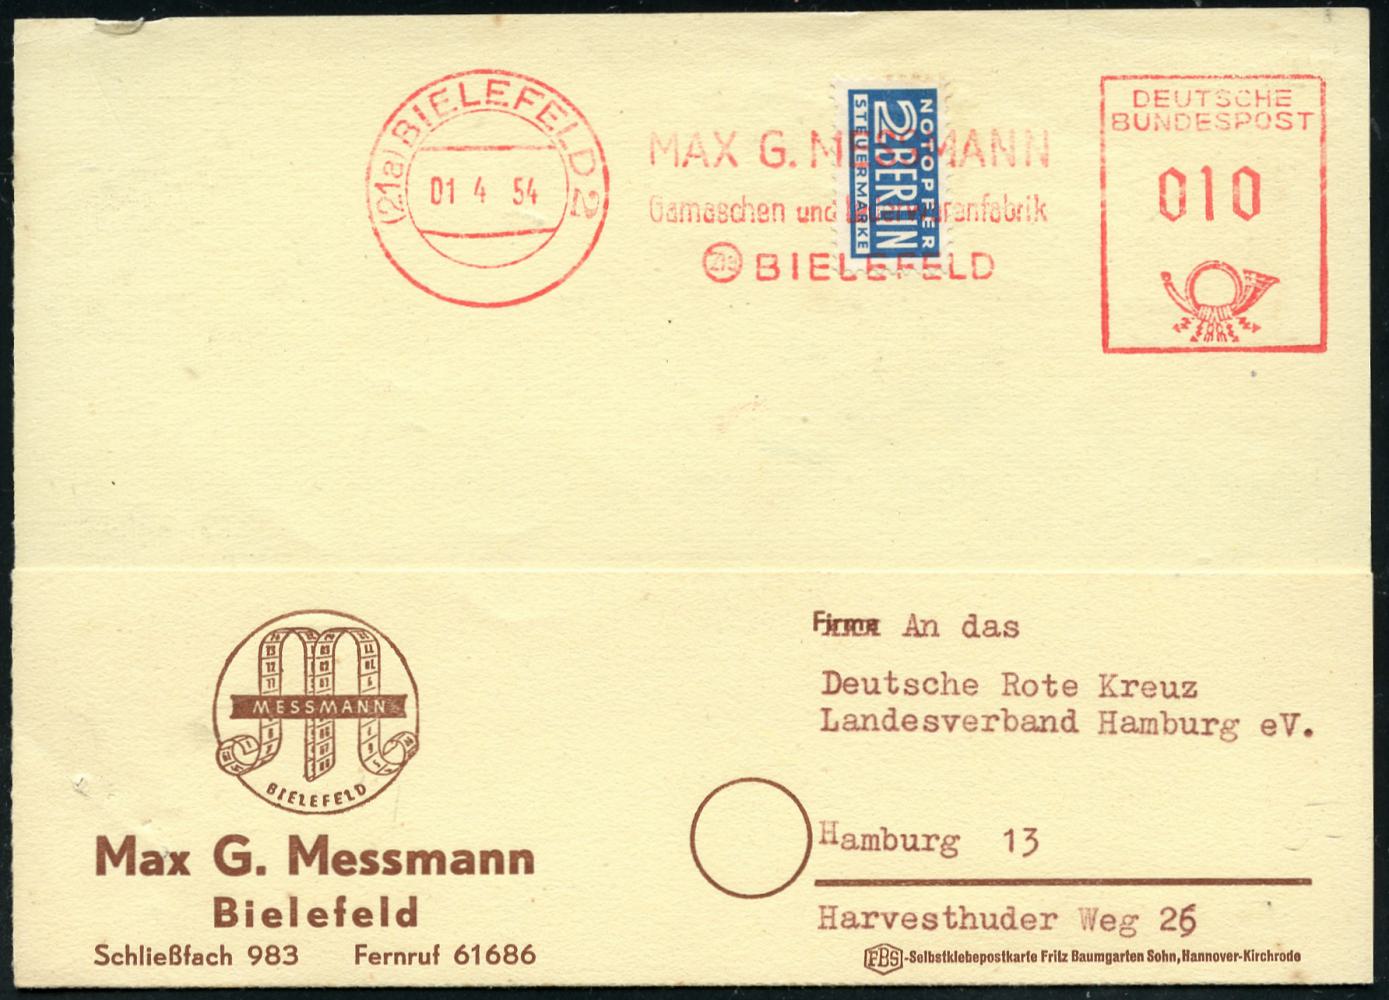 (21a) BIELEFELD 2
01 4 54
MAX G. MESSMANN
Gamaschen und Lederwarenfabrik
21a BIELEFELD
NOTOPFER
2 BERLIN
STEUERMARKE
DEUTSCHE
BUNDESPOST
010
MESSMANN
BIELEFELD
Max G. Messmann
Bielefeld
Schließfach 983 Fernruf 61686
Firma An das
Deutsche Rote Kreuz
Landesverband Hamburg eV.
Hamburg 13
Harvesthuder Weg 26
FBS-Selbstklebepostkarte Fritz Baumgarten Sohn, Hannover-Kirchrode